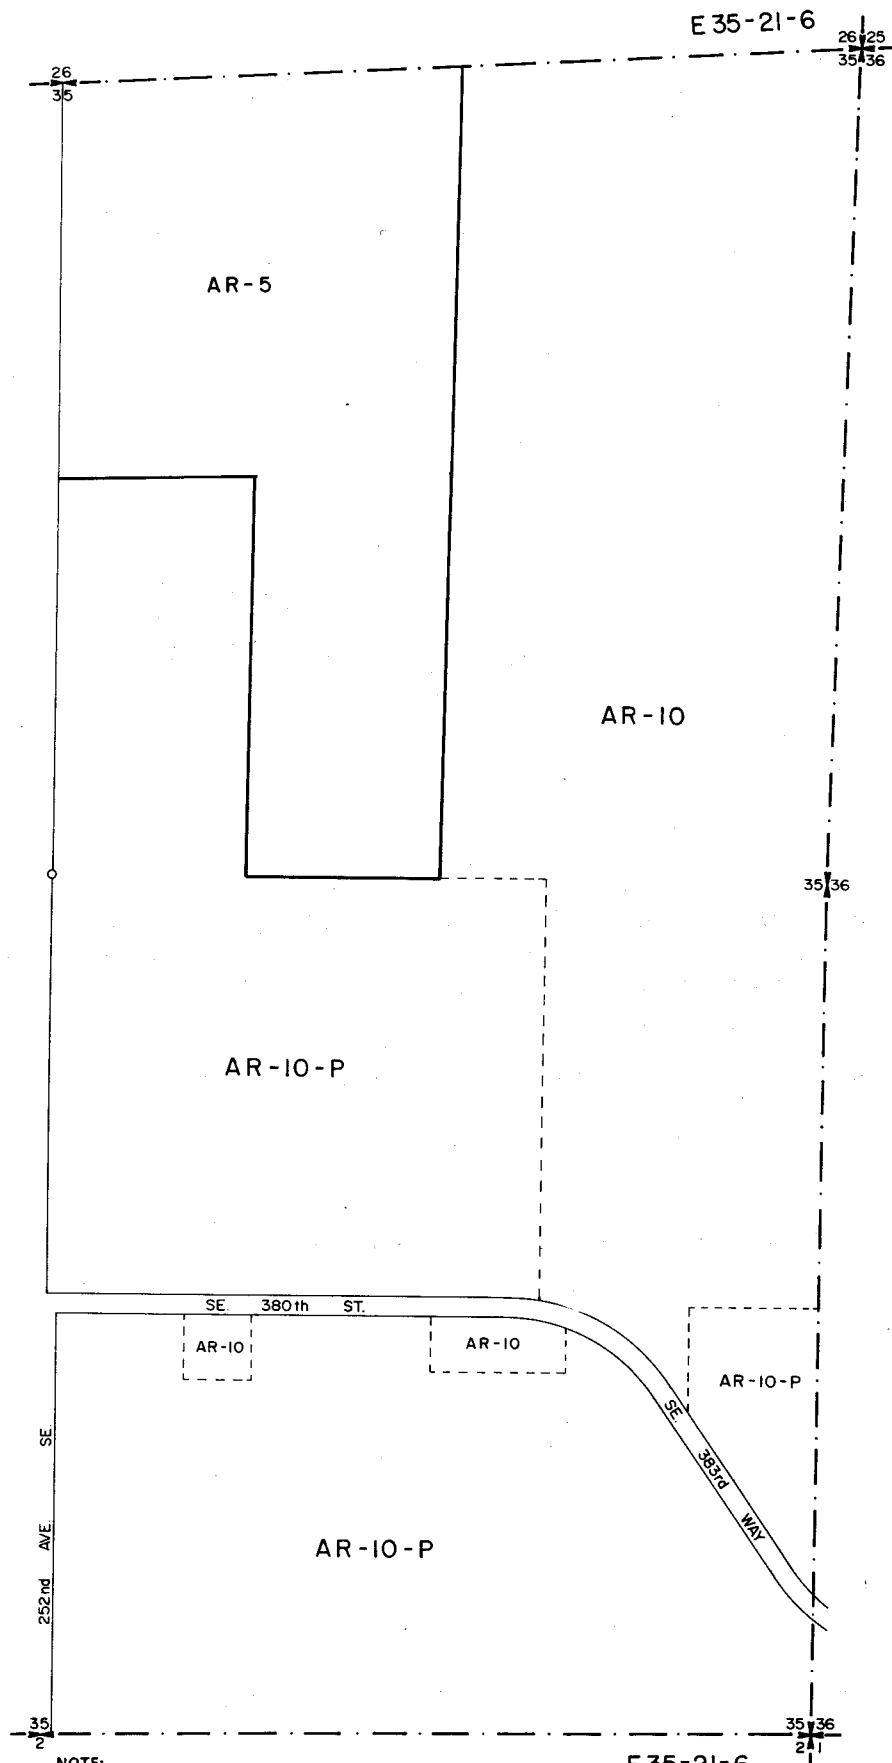 E 35-21-6
26 25
35 36
26
35
AR-5
AR-10
35 36
AR-10-P
SE. 380th ST.
AR-10
AR-10
AR-10-P
SE. 383rd WAY
252nd AVE. SE.
AR-10-P
35
2
35 36
2 1
NOTE:
E 35-21-6